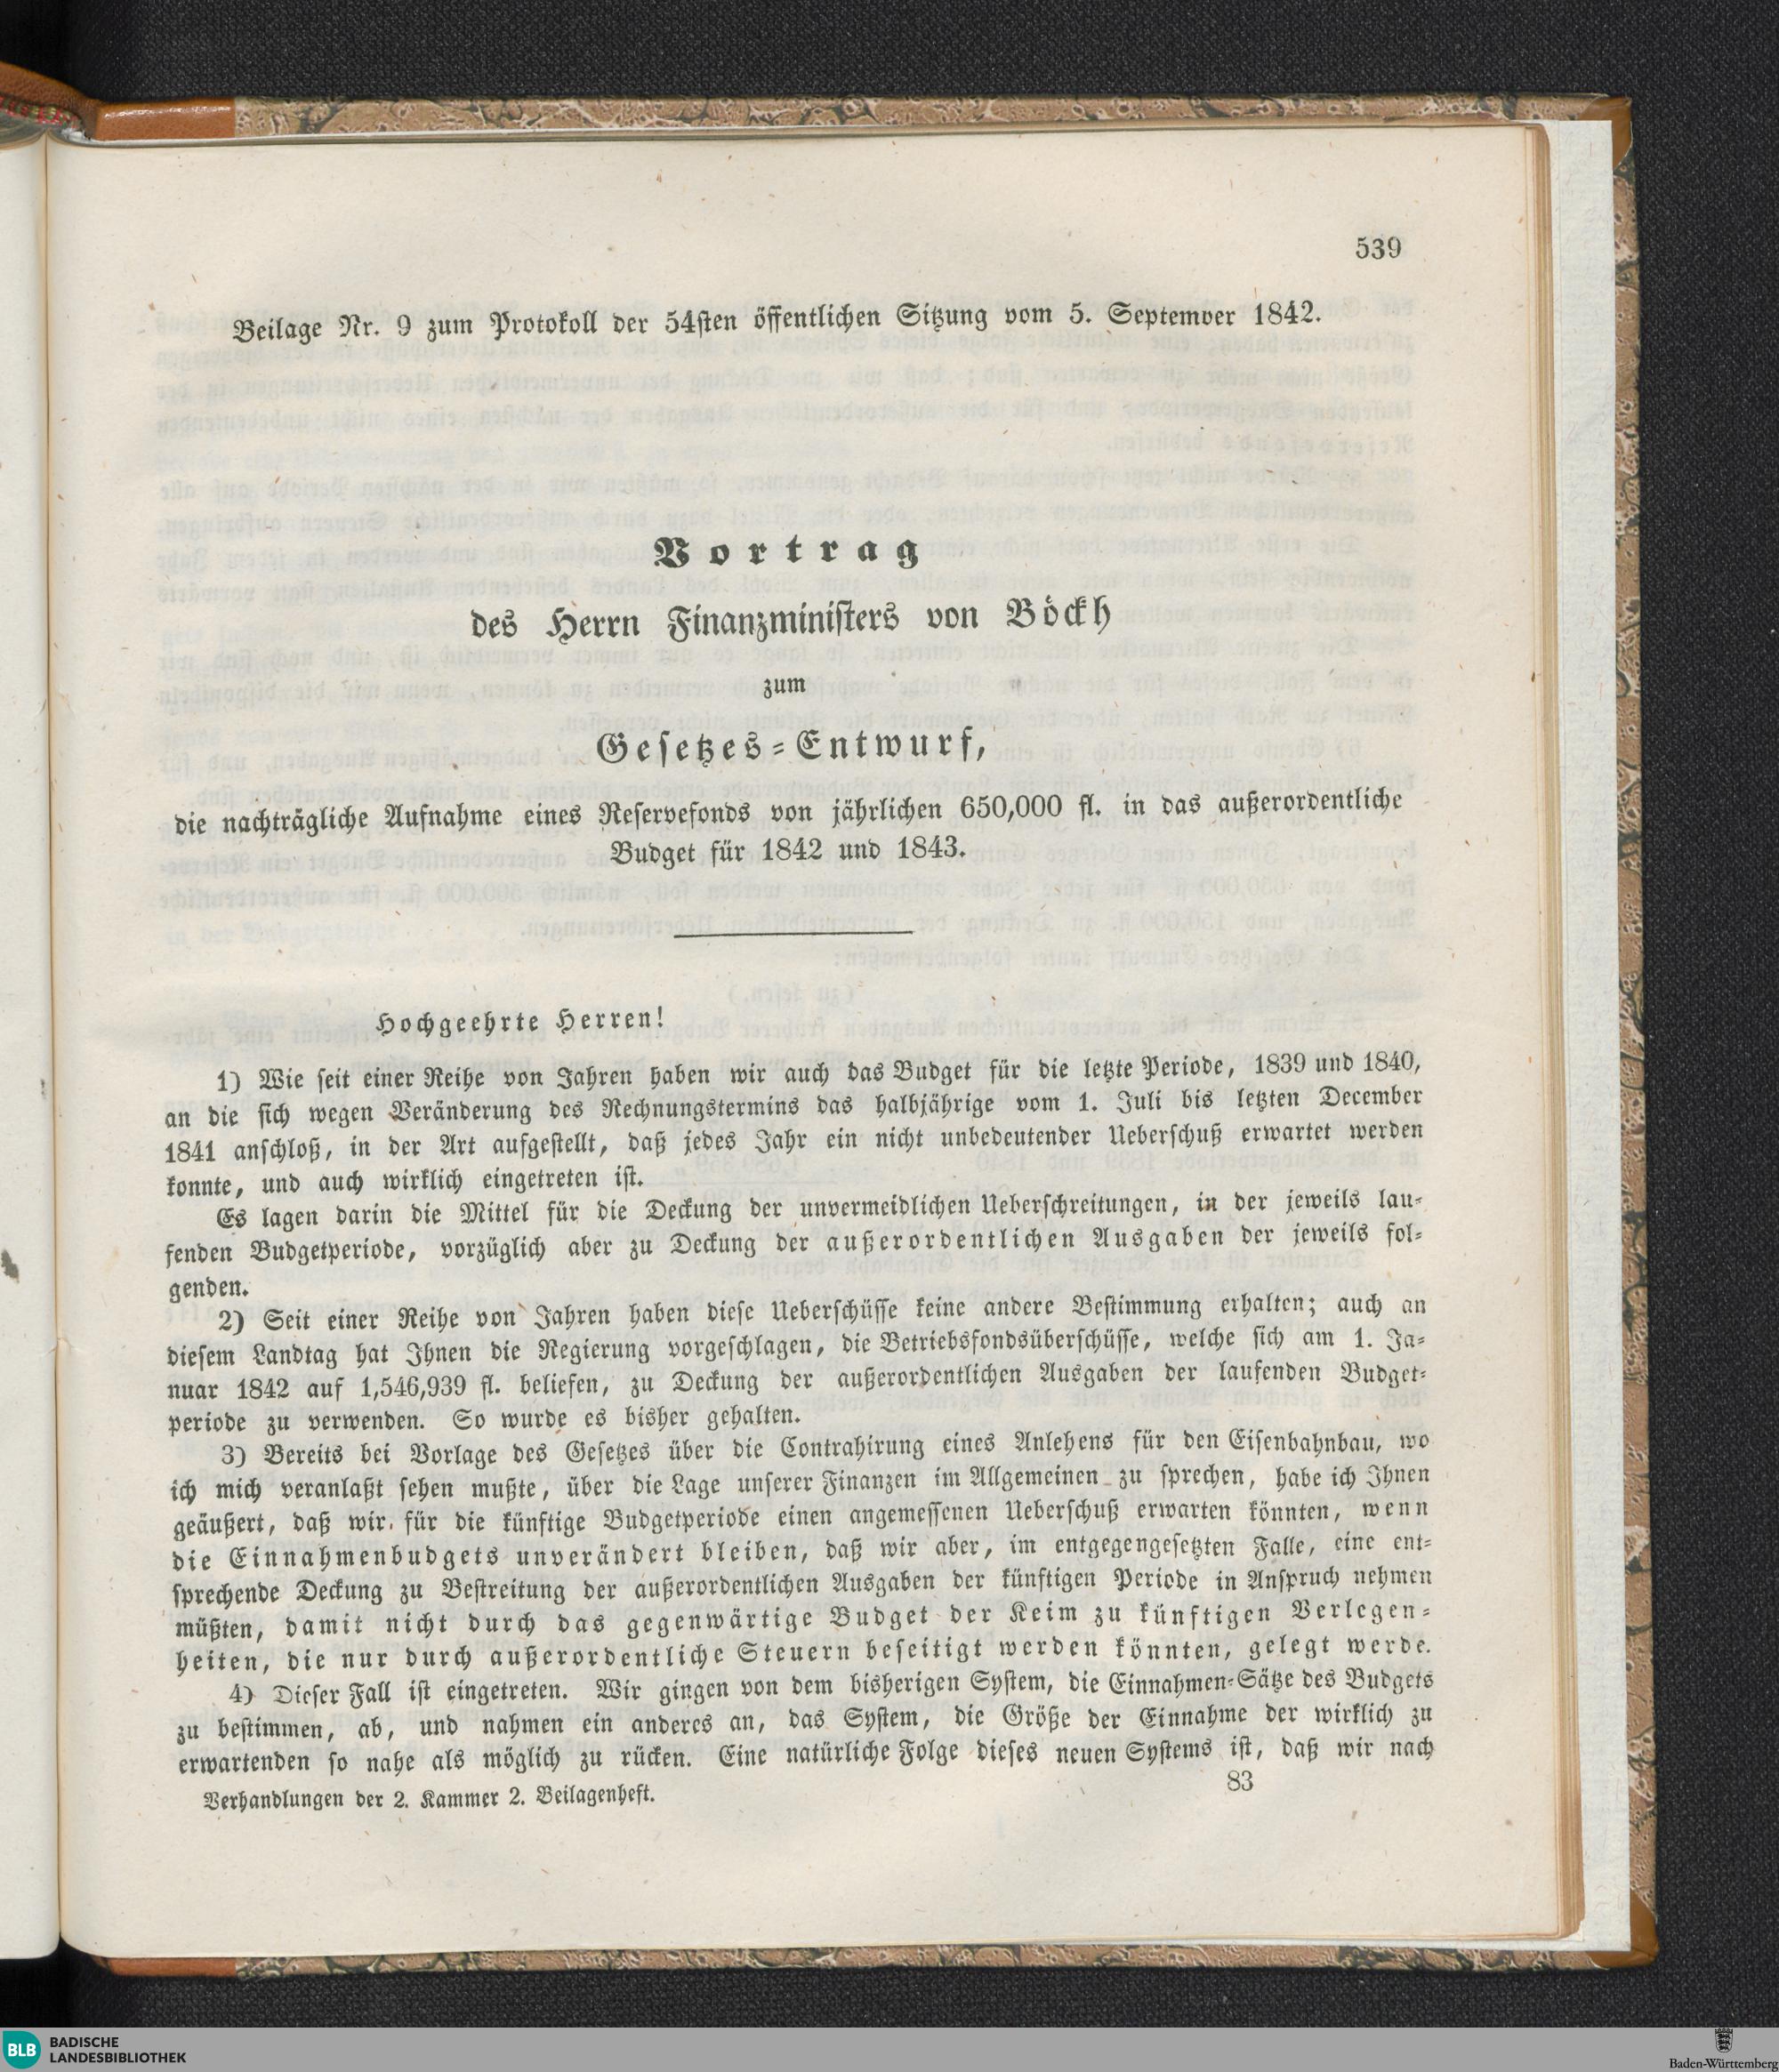 539
Beilage Nr. 9 zum Protokoll der 54sten öffentlichen Sitzung vom 5. September 1842.
Vortrag
des Herrn Finanzministers von Böckh
zum
Gesetzes-Entwurf,
die nachträgliche Aufnahme eines Reservefonds von jährlichen 650,000 fl. in das außerordentliche
Budget für 1842 und 1843.
Hochgeehrte Herren!
1) Wie seit einer Reihe von Jahren haben wir auch das Budget für die letzte Periode, 1839 und 1840,
an die sich wegen Veränderung des Rechnungstermins das halbjährige vom 1. Juli bis letzten December
1841 anschloß, in der Art aufgestellt, daß jedes Jahr ein nicht unbedeutender Ueberschuß erwartet werden
konnte, und auch wirklich eingetreten ist.
Es lagen darin die Mittel für die Deckung der unvermeidlichen Ueberschreitungen, in der jeweils lau-
fenden Budgetperiode, vorzüglich aber zu Deckung der außerordentlichen Ausgaben der jeweils fol-
genden.
2) Seit einer Reihe von Jahren haben diese Ueberschüsse keine andere Bestimmung erhalten; auch an
diesem Landtag hat Ihnen die Regierung vorgeschlagen, die Betriebsfondsüberschüsse, welche sich am 1. Ja-
nuar 1842 auf 1,546,939 fl. beliefen, zu Deckung der außerordentlichen Ausgaben der laufenden Budget-
periode zu verwenden. So wurde es bisher gehalten.
3) Bereits bei Vorlage des Gesetzes über die Contrahirung eines Anlehens für den Eisenbahnbau, wo
ich mich veranlaßt sehen mußte, über die Lage unserer Finanzen im Allgemeinen zu sprechen, habe ich Ihnen
geäußert, daß wir für die künftige Budgetperiode einen angemessenen Ueberschuß erwarten könnten, wenn
die Einnahmenbudgets unverändert bleiben, daß wir aber, im entgegengesetzten Falle, eine ent-
sprechende Deckung zu Bestreitung der außerordentlichen Ausgaben der künftigen Periode in Anspruch nehmen
müßten, damit nicht durch das gegenwärtige Budget der Keim zu künftigen Verlegen-
heiten, die nur durch außerordentliche Steuern beseitigt werden könnten, gelegt werde.
4) Dieser Fall ist eingetreten. Wir gingen von dem bisherigen System, die Einnahmen-Sätze des Budgets
zu bestimmen, ab, und nahmen ein anderes an, das System, die Größe der Einnahme der wirklich zu
erwartenden so nahe als möglich zu rücken. Eine natürliche Folge dieses neuen Systems ist, daß wir nach
Verhandlungen der 2. Kammer 2. Beilagenheft.
83
BLB BADISCHE
LANDESBIBLIOTHEK
Baden-Württemberg